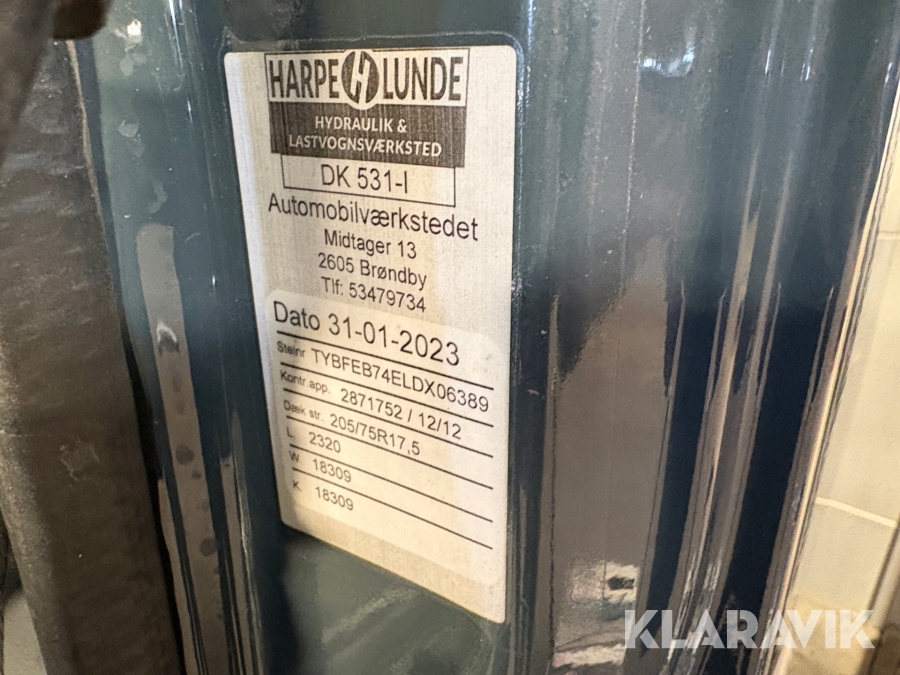 HARPE LUNDE
HYDRAULIK &
LASTVOGNSVÆRKSTED
DK 531-I
Automobilværkstedet
Midtager 13
2605 Brøndby
Tlf: 53479734
Dato 31-01-2023
Stelnr TYBFEB74ELDX06389
Kontr.app. 2871752 / 12/12
Dæk str. 205/75R17,5
L 2320
W 18309
K 18309
KLARAVIK